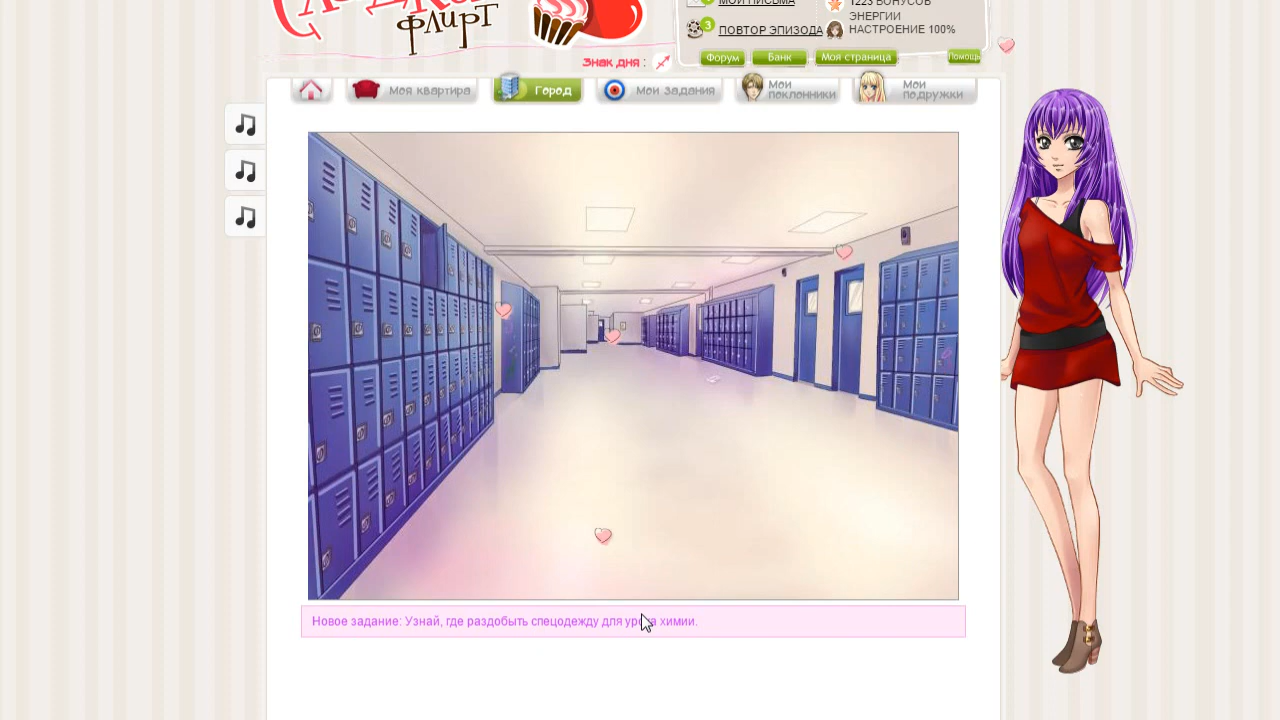 Флирт
МОИ ПИСЬМА
1223 БОНУСОВ
ЭНЕРГИИ
3
ПОВТОР ЭПИЗОДА
НАСТРОЕНИЕ 100%
Знак дня :
Форум
Банк
Моя страница
Помощь
Моя квартира
Город
Мои задания
Мои
поклонники
Мои
подружки
Новое задание: Узнай, где раздобыть спецодежду для урока химии.